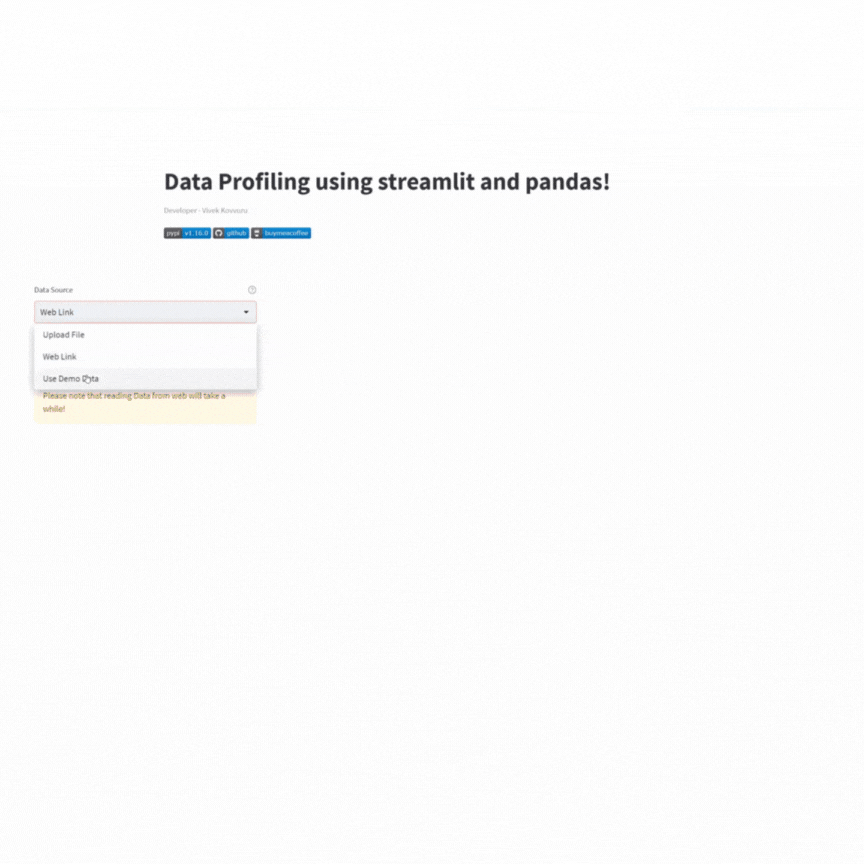 Data Profiling using streamlit and pandas!
Developer - Vivek
pypi v1.16.0 github buymeacoffee
Data Source
Web Link
Upload File
Web Link
Use Demo Data
Please note that reading Data from web will take a
while!